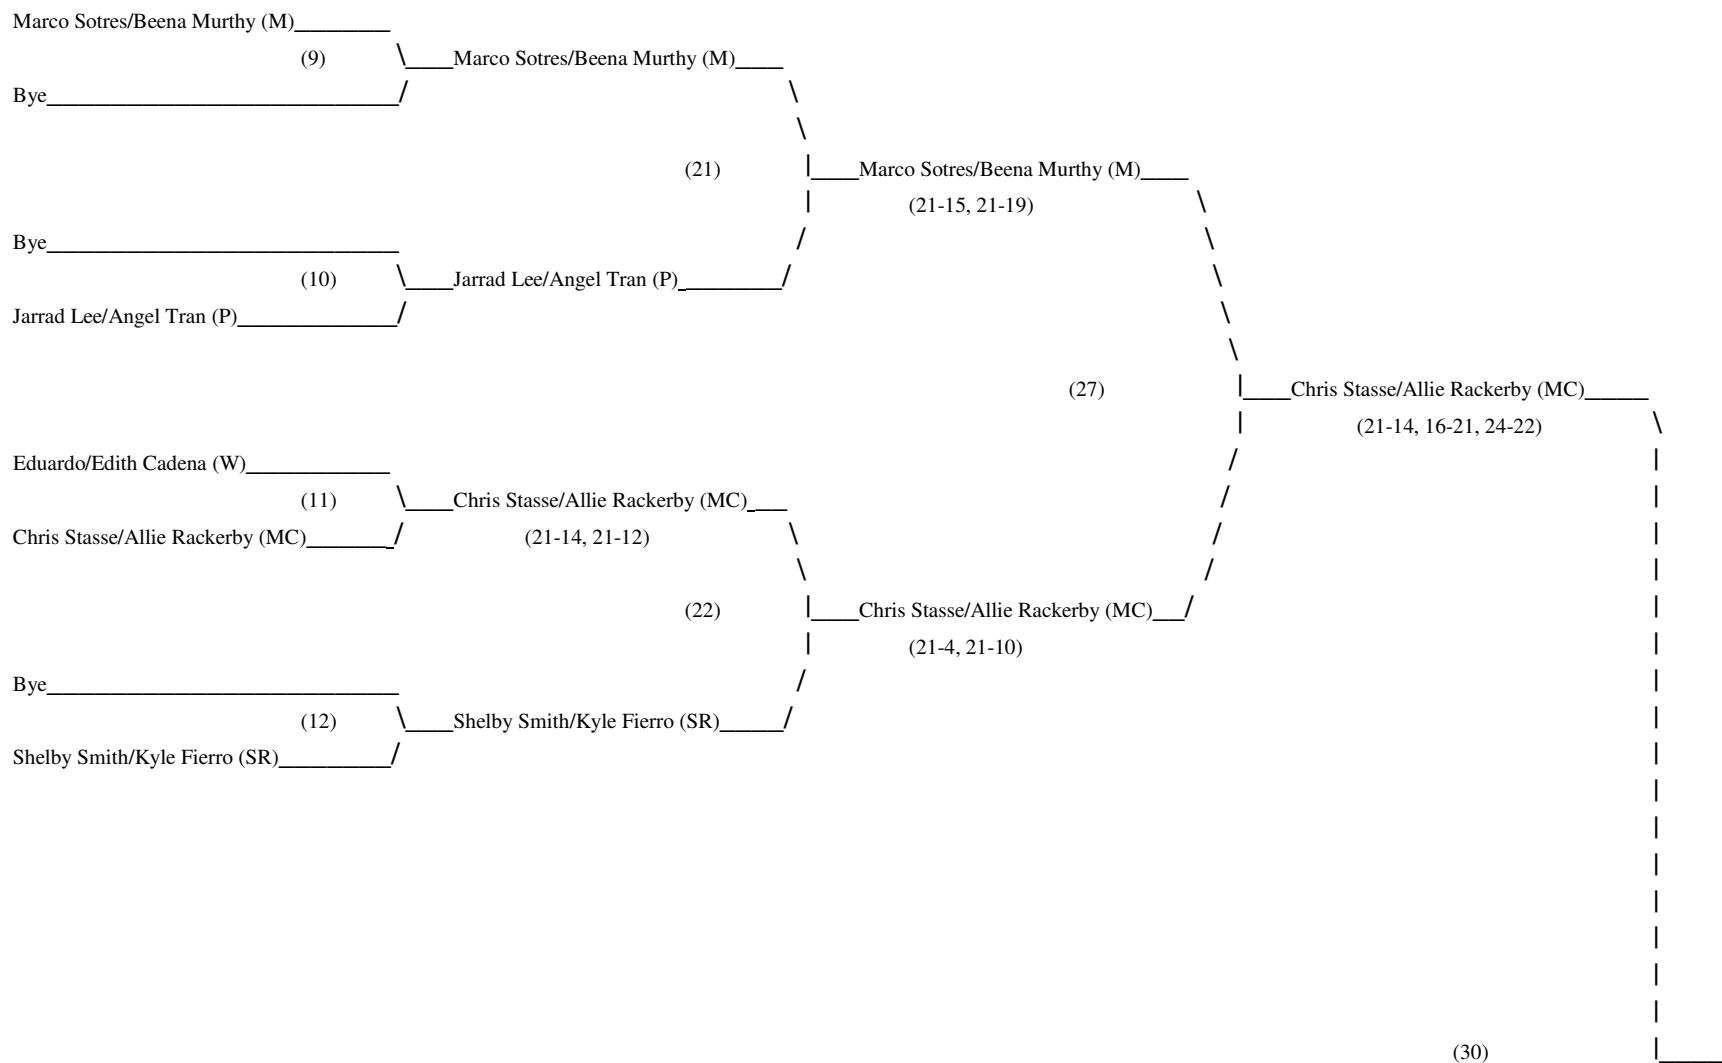 Marco Sotres/Beena Murthy (M)
(9) Marco Sotres/Beena Murthy (M)
Bye
(21) Marco Sotres/Beena Murthy (M)
(21-15, 21-19)
Bye
(10) Jarrad Lee/Angel Tran (P)
Jarrad Lee/Angel Tran (P)
(27) Chris Stasse/Allie Rackerby (MC)
(21-14, 16-21, 24-22)
Eduardo/Edith Cadena (W)
(11) Chris Stasse/Allie Rackerby (MC)
Chris Stasse/Allie Rackerby (MC) (21-14, 21-12)
(22) Chris Stasse/Allie Rackerby (MC)
(21-4, 21-10)
Bye
(12) Shelby Smith/Kyle Fierro (SR)
Shelby Smith/Kyle Fierro (SR)
(30)